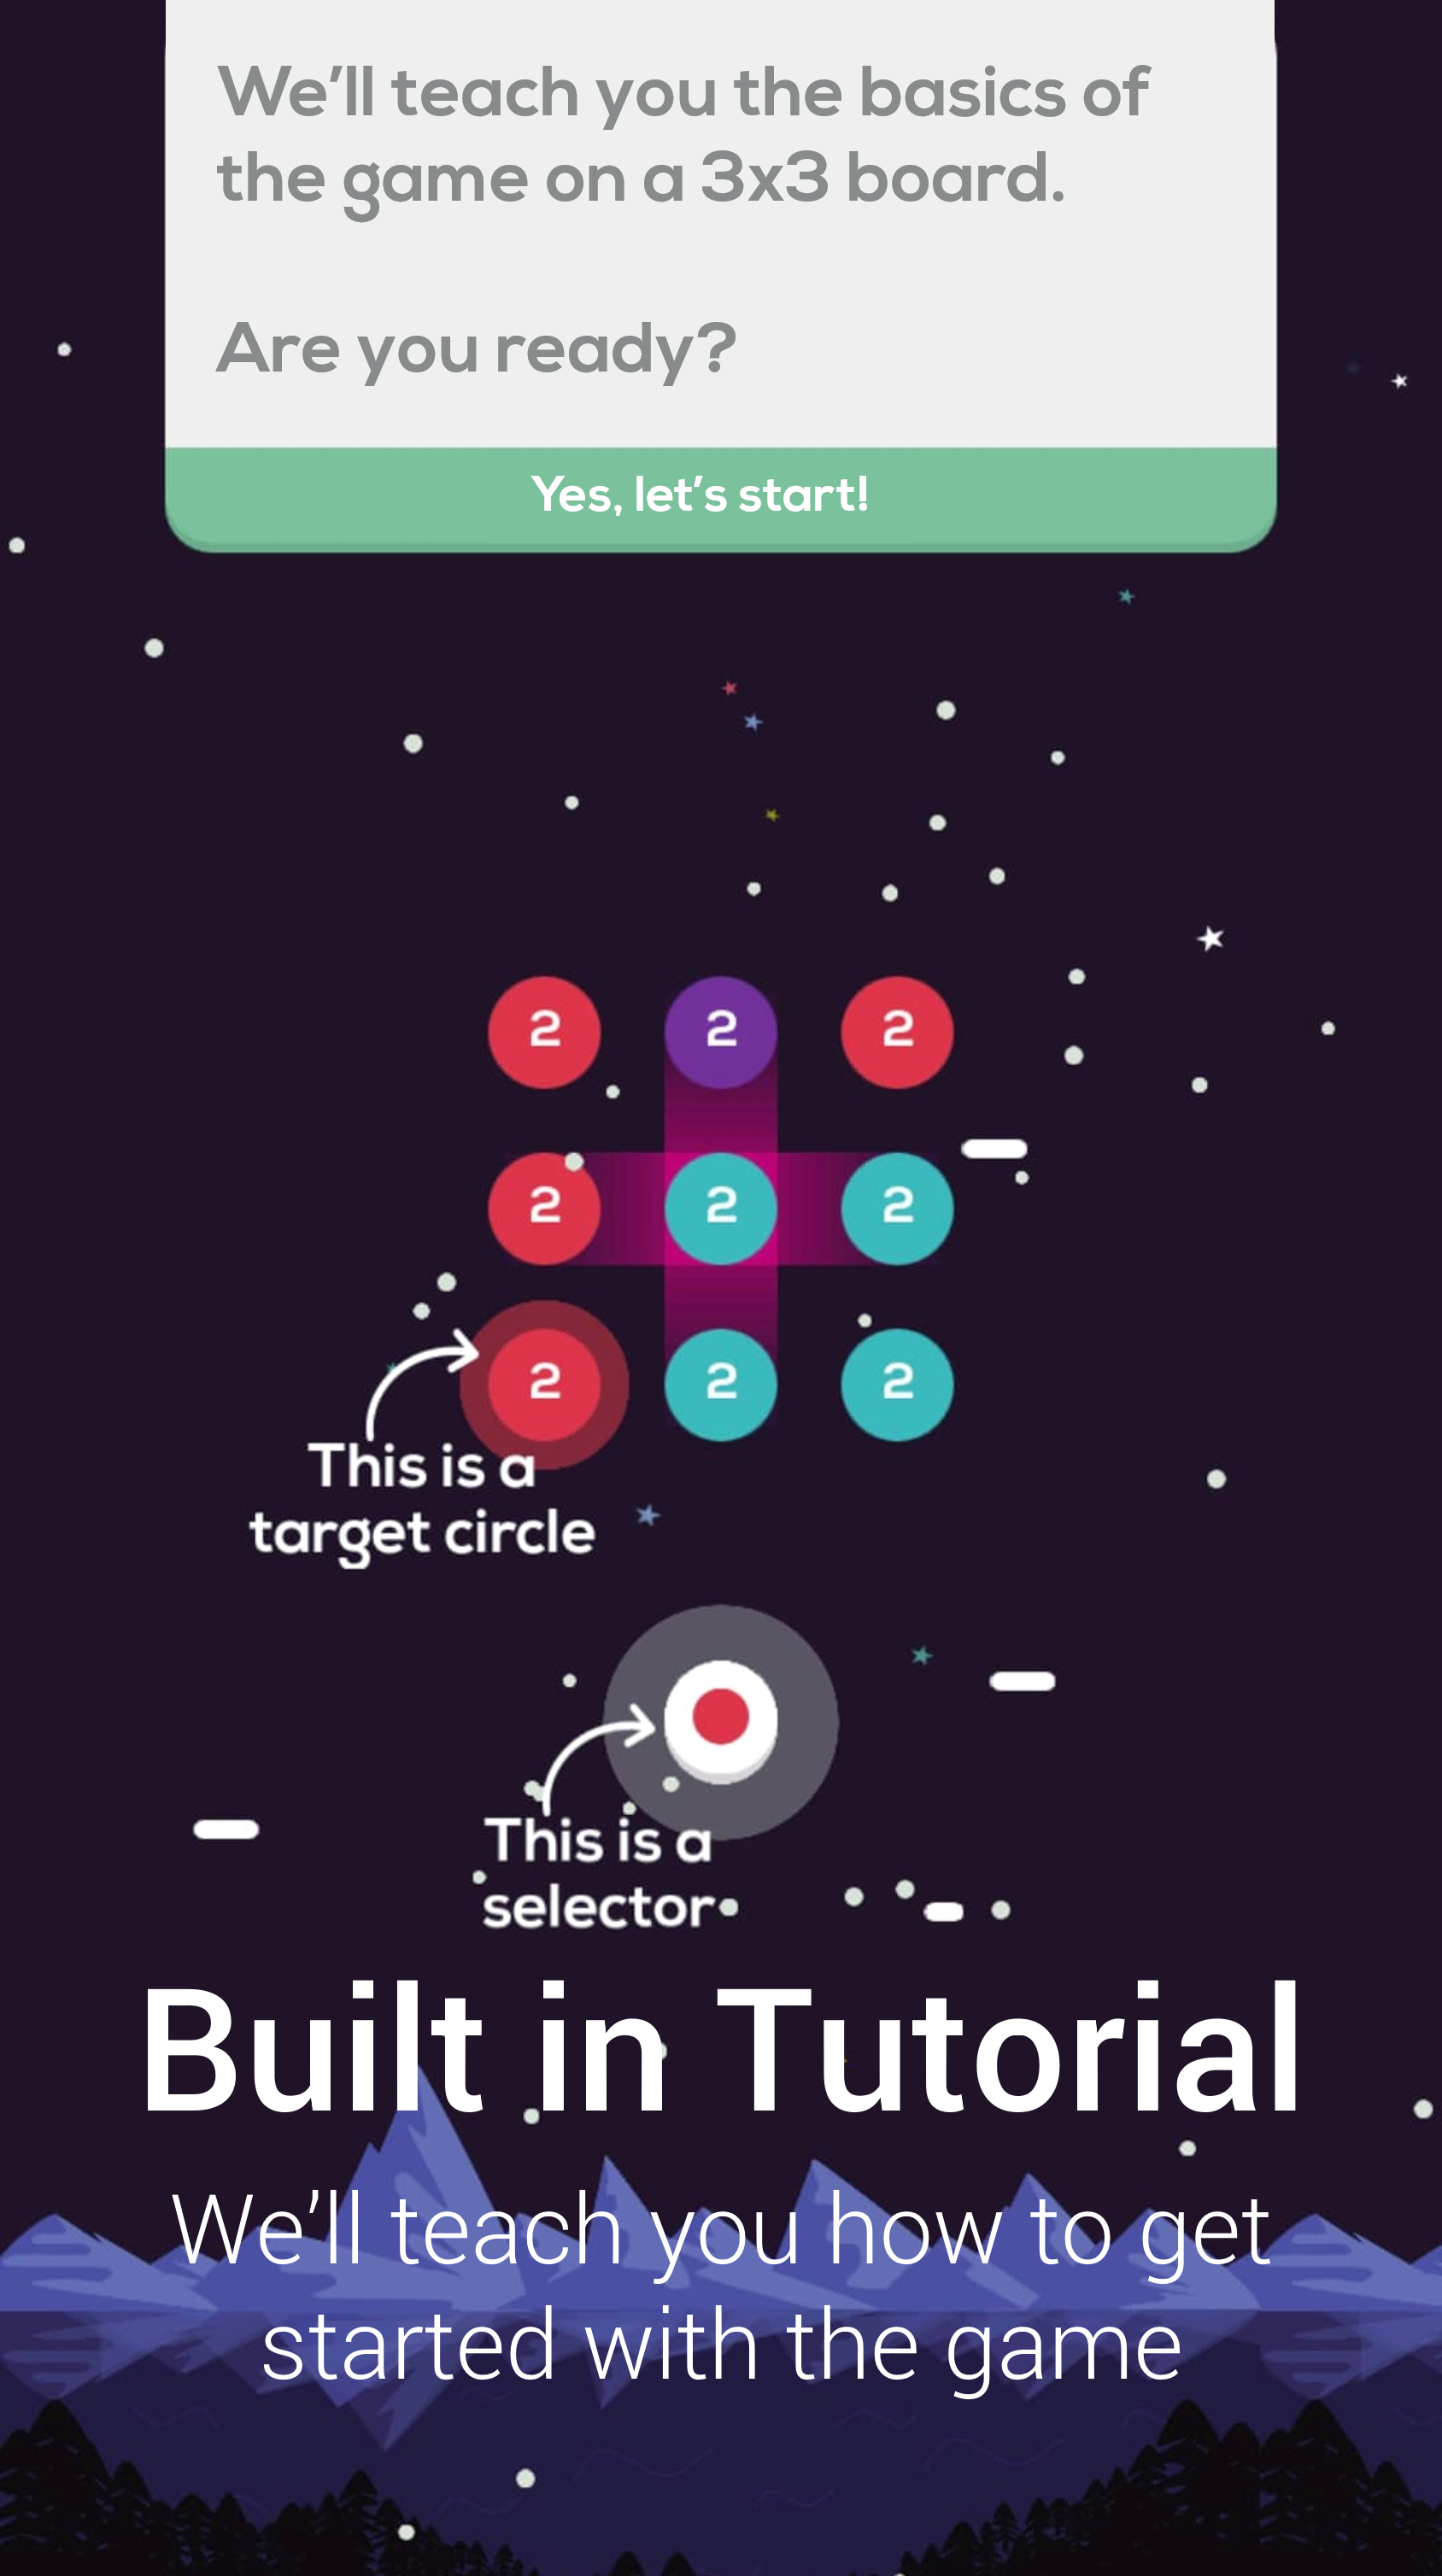 We’ll teach you the basics of
the game on a 3x3 board.
Are you ready?
Yes, let’s start!
2 2 2
2 2 2
2 2 2
This is a
target circle
This is a
selector
Built in Tutorial
We’ll teach you how to get
started with the game